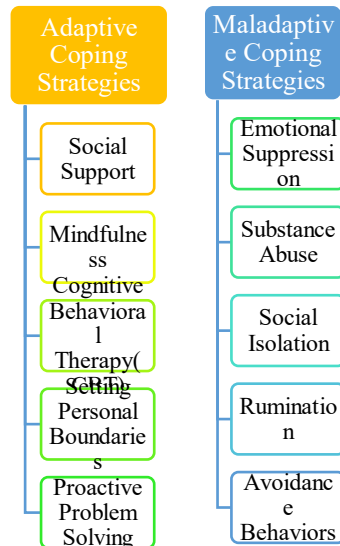 Adaptive
Coping
Strategies
Social
Support
Mindfulne
ss
Cognitive
Behaviora
l
Therapy(
CBT)
Setting
Personal
Boundarie
s
Proactive
Problem
Solving
Maladaptiv
e Coping
Strategies
Emotional
Suppressi
on
Substance
Abuse
Social
Isolation
Ruminatio
n
Avoidanc
e
Behaviors